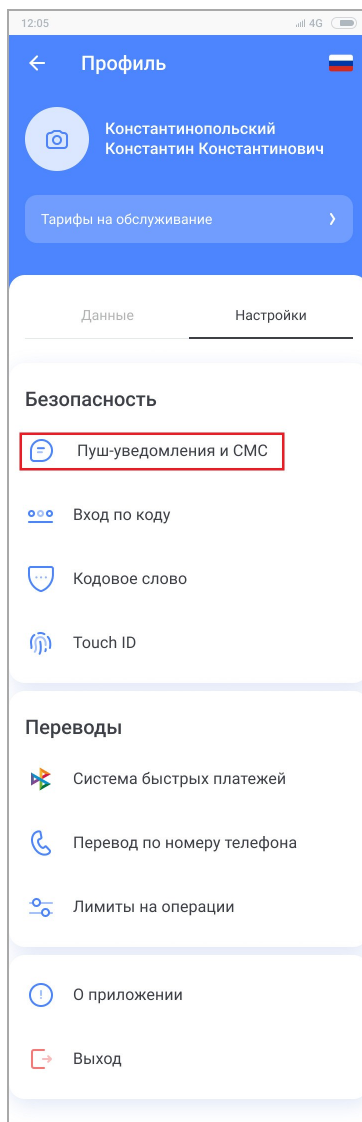 12:05
4G
Профиль
Константинопольский
Константин Константинович
Тарифы на обслуживание
Данные
Настройки
Безопасность
Пуш-уведомления и СМС
Вход по коду
Кодовое слово
Touch ID
Переводы
Система быстрых платежей
Перевод по номеру телефона
Лимиты на операции
О приложении
Выход